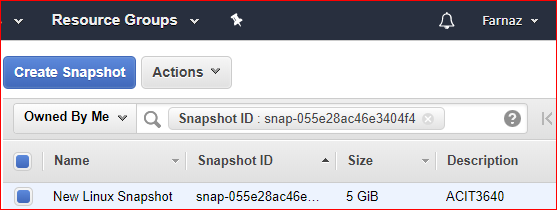 Resource Groups Farnaz
Create Snapshot Actions
Owned By Me Snapshot ID : snap-055e28ac46e3404f4
Name Snapshot ID Size Description
New Linux Snapshot snap-055e28ac46e... 5 GiB ACIT3640